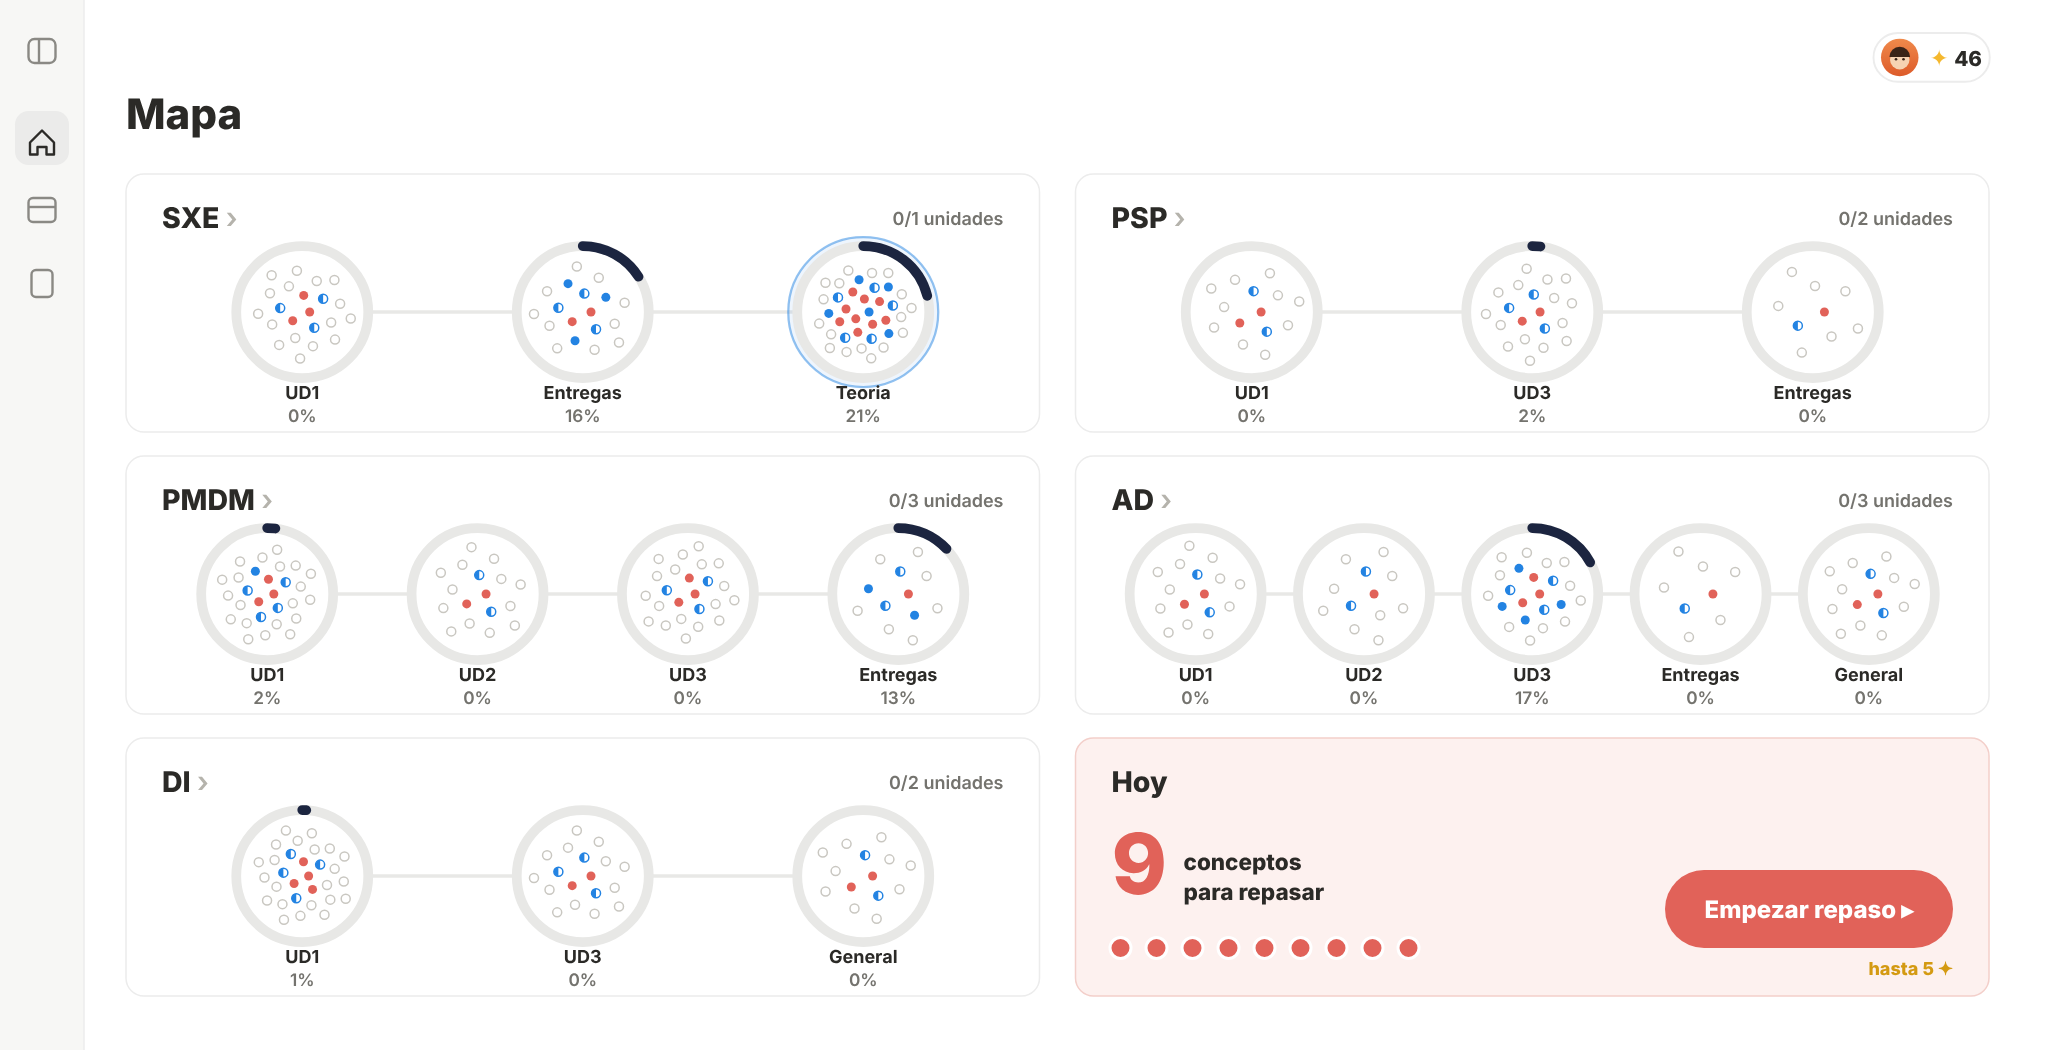 46
Mapa
SXE ›
0/1 unidades
UD1
0%
Entregas
16%
Teoria
21%
PSP ›
0/2 unidades
UD1
0%
UD3
2%
Entregas
0%
PMDM ›
0/3 unidades
UD1
2%
UD2
0%
UD3
0%
Entregas
13%
AD ›
0/3 unidades
UD1
0%
UD2
0%
UD3
17%
Entregas
0%
General
0%
DI ›
0/2 unidades
UD1
1%
UD3
0%
General
0%
Hoy
9
conceptos
para repasar
Empezar repaso ▸
hasta 5 ✦